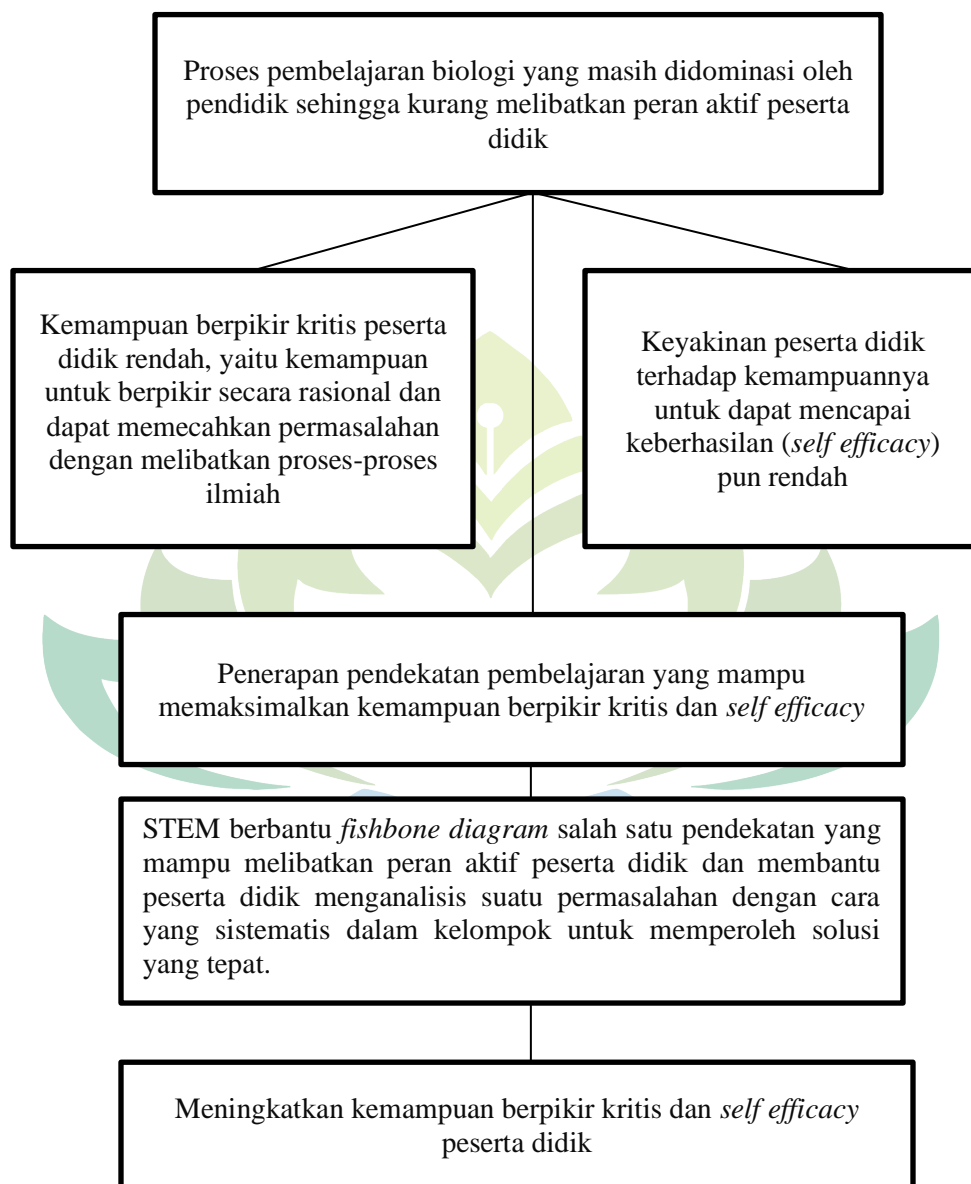 Proses pembelajaran biologi yang masih didominasi oleh
pendidik sehingga kurang melibatkan peran aktif peserta
didik
Kemampuan berpikir kritis peserta
didik rendah, yaitu kemampuan
untuk berpikir secara rasional dan
dapat memecahkan permasalahan
dengan melibatkan proses-proses
ilmiah
Keyakinan peserta didik
terhadap kemampuannya
untuk dapat mencapai
keberhasilan (self efficacy)
pun rendah
Penerapan pendekatan pembelajaran yang mampu
memaksimalkan kemampuan berpikir kritis dan self efficacy
STEM berbantu fishbone diagram salah satu pendekatan yang
mampu melibatkan peran aktif peserta didik dan membantu
peserta didik menganalisis suatu permasalahan dengan cara
yang sistematis dalam kelompok untuk memperoleh solusi
yang tepat.
Meningkatkan kemampuan berpikir kritis dan self efficacy
peserta didik